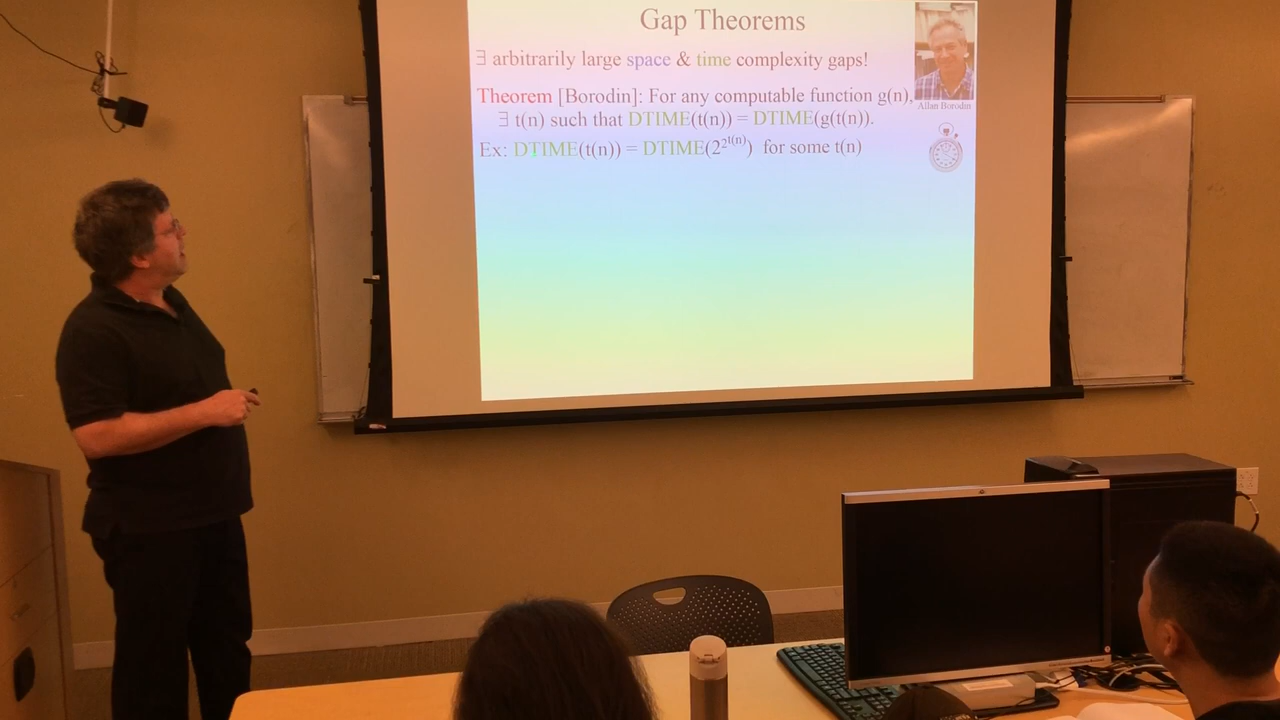 Gap Theorems
∃ arbitrarily large space & time complexity gaps!
Theorem [Borodin]: For any computable function g(n),
Allan Borodin
∃ t(n) such that DTIME(t(n)) = DTIME(g(t(n)).
Ex: DTIME(t(n)) = DTIME(2^2^t(n)) for some t(n)